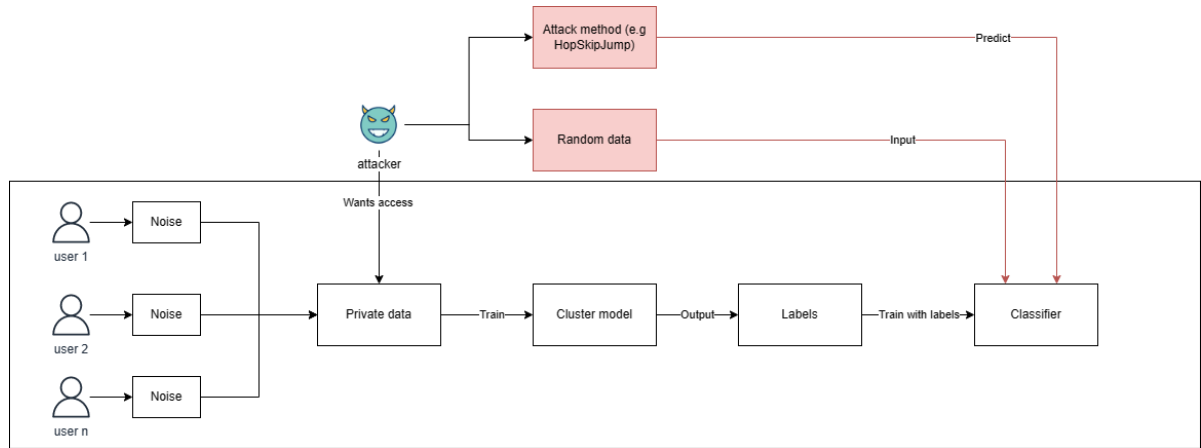 Attack method (e.g
HopSkipJump)
Predict
Random data
Input
attacker
Wants access
Noise
user 1
Noise
user 2
Private data
Train
Cluster model
Output
Labels
Train with labels
Classifier
Noise
user n